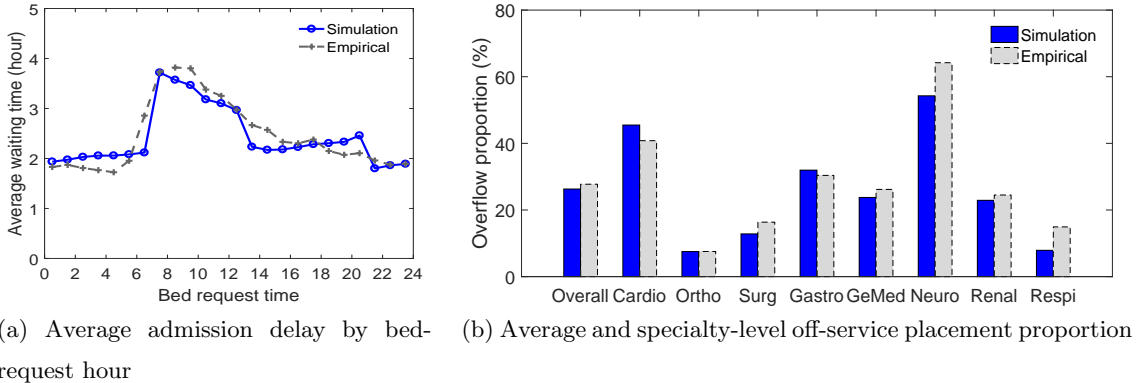 5
4
3
2
1
0
Average waiting time (hour)
Simulation
Empirical
0 2 4 6 8 10 12 14 16 18 20 22 24
Bed request time
80
60
40
20
0
Overflow proportion (%)
Simulation
Empirical
Overall Cardio Ortho Surg Gastro GeMed Neuro Renal Respi
(a) Average admission delay by bed-
request hour
(b) Average and specialty-level off-service placement proportion